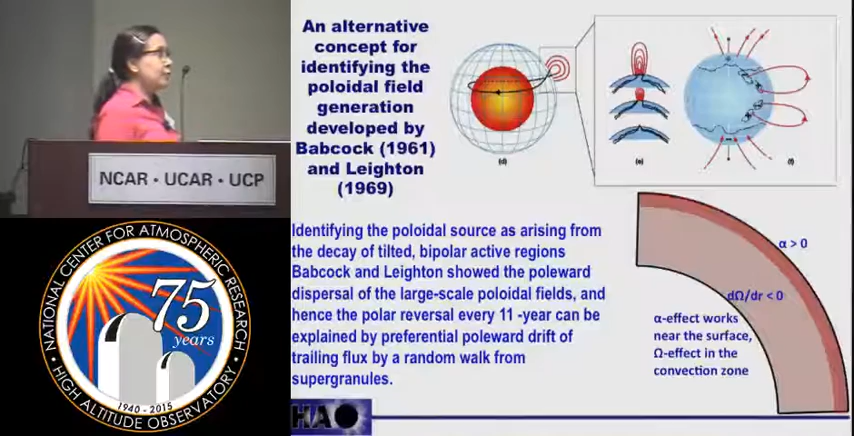 NCAR • UCAR • UCP
NATIONAL CENTER FOR ATMOSPHERIC RESEARCH
75
years
1940 - 2015
HIGH ALTITUDE OBSERVATORY
An alternative
concept for
identifying the
poloidal field
generation
developed by
Babcock (1961)
and Leighton
(1969)
(d)
(e)
(f)
Identifying the poloidal source as arising from
the decay of tilted, bipolar active regions
Babcock and Leighton showed the poleward
dispersal of the large-scale poloidal fields, and
hence the polar reversal every 11 -year can be
explained by preferential poleward drift of
trailing flux by a random walk from
supergranules.
α > 0
dΩ/dr < 0
α-effect works
near the surface,
Ω-effect in the
convection zone
HAO